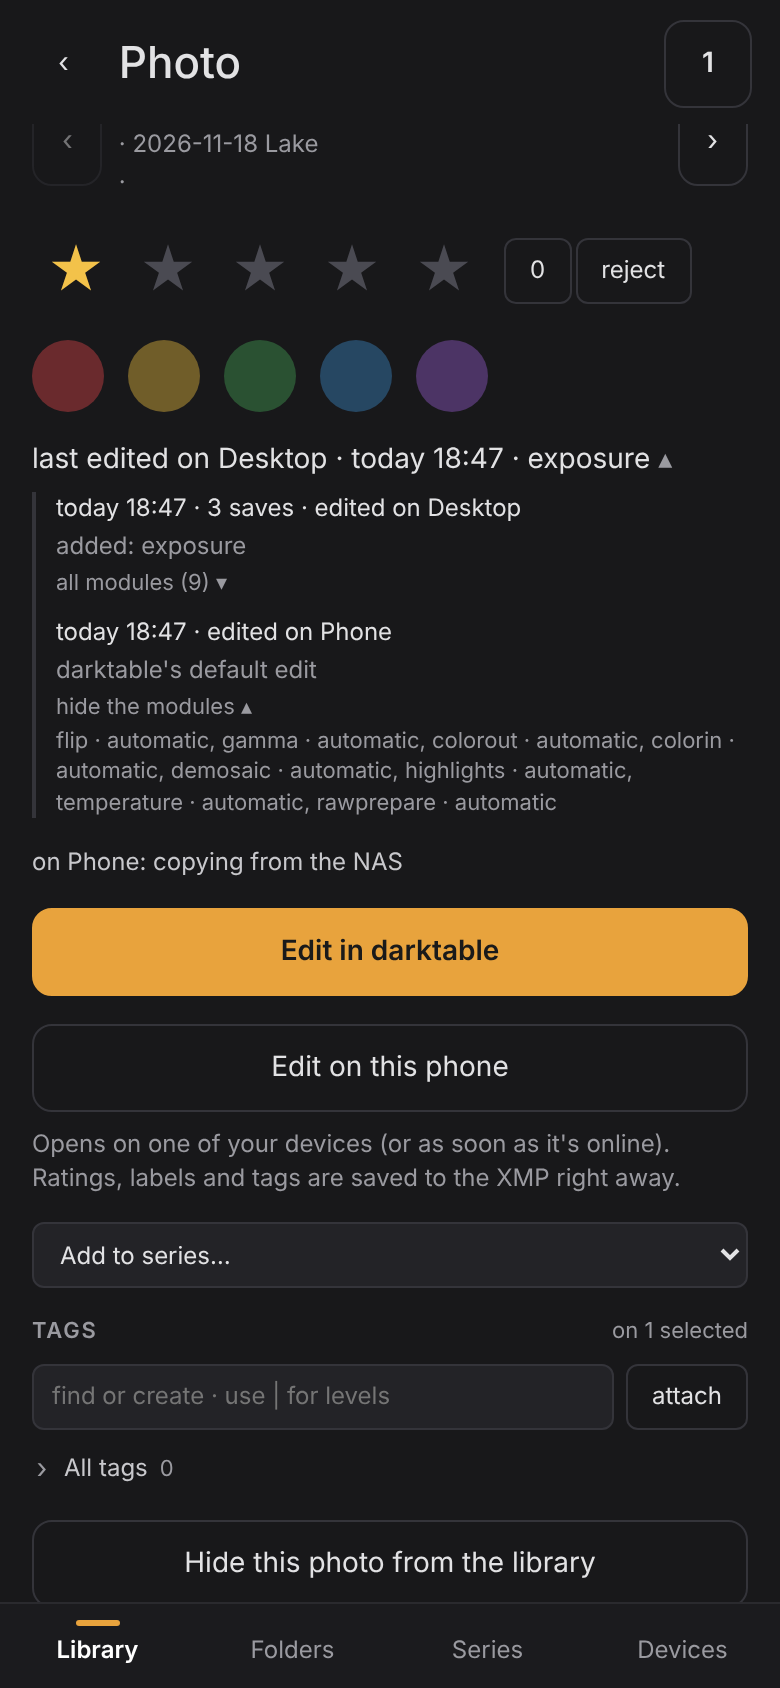 ‹ Photo 1
‹ · 2026-11-18 Lake ›
·
★ ★ ★ ★ ★ 0 reject
last edited on Desktop · today 18:47 · exposure ▴
today 18:47 · 3 saves · edited on Desktop
added: exposure
all modules (9) ▾
today 18:47 · edited on Phone
darktable's default edit
hide the modules ▴
flip · automatic, gamma · automatic, colorout · automatic, colorin ·
automatic, demosaic · automatic, highlights · automatic,
temperature · automatic, rawprepare · automatic
on Phone: copying from the NAS
Edit in darktable
Edit on this phone
Opens on one of your devices (or as soon as it's online).
Ratings, labels and tags are saved to the XMP right away.
Add to series...
TAGS on 1 selected
find or create · use | for levels attach
› All tags 0
Hide this photo from the library
Library Folders Series Devices